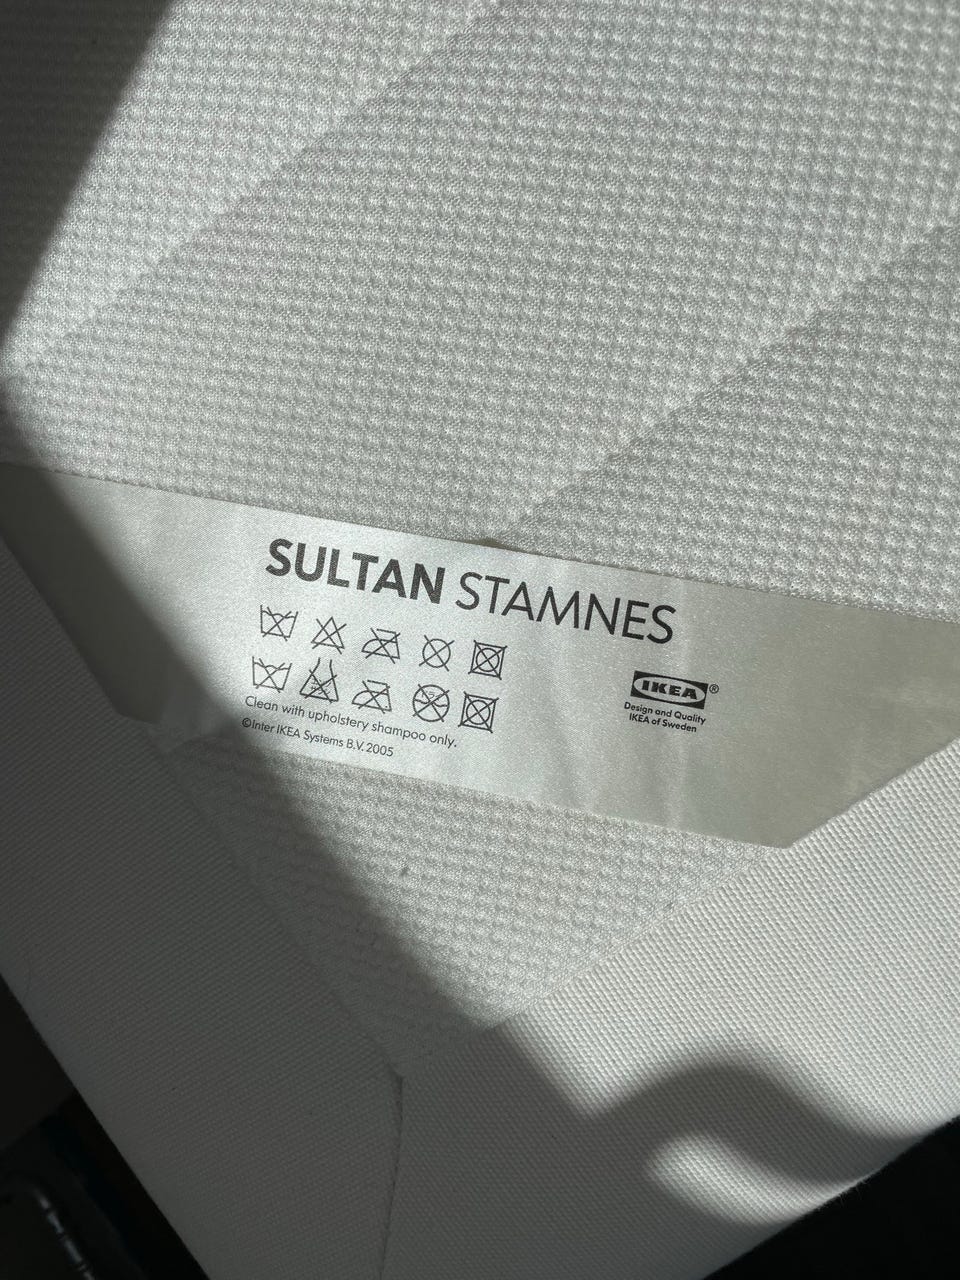 SULTAN STAMNES
IKEA®
Design and Quality
IKEA of Sweden
Clean with upholstery shampoo only.
©Inter IKEA Systems B.V. 2005